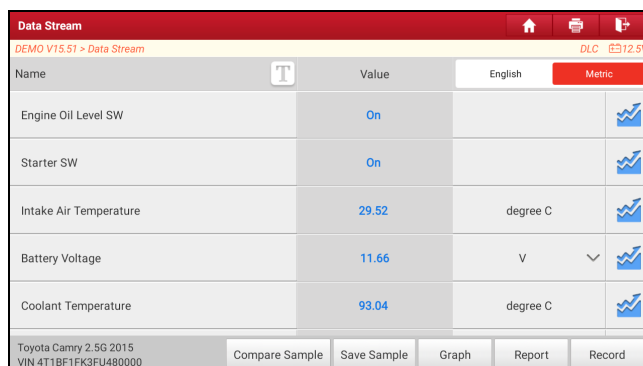 Data Stream
DEMO V15.51 > Data Stream DLC 12.5V
Name T Value English Metric
Engine Oil Level SW On
Starter SW On
Intake Air Temperature 29.52 degree C
Battery Voltage 11.66 V
Coolant Temperature 93.04 degree C
Toyota Camry 2.5G 2015
VIN 4T1BF1FK3FU480000
Compare Sample Save Sample Graph Report Record